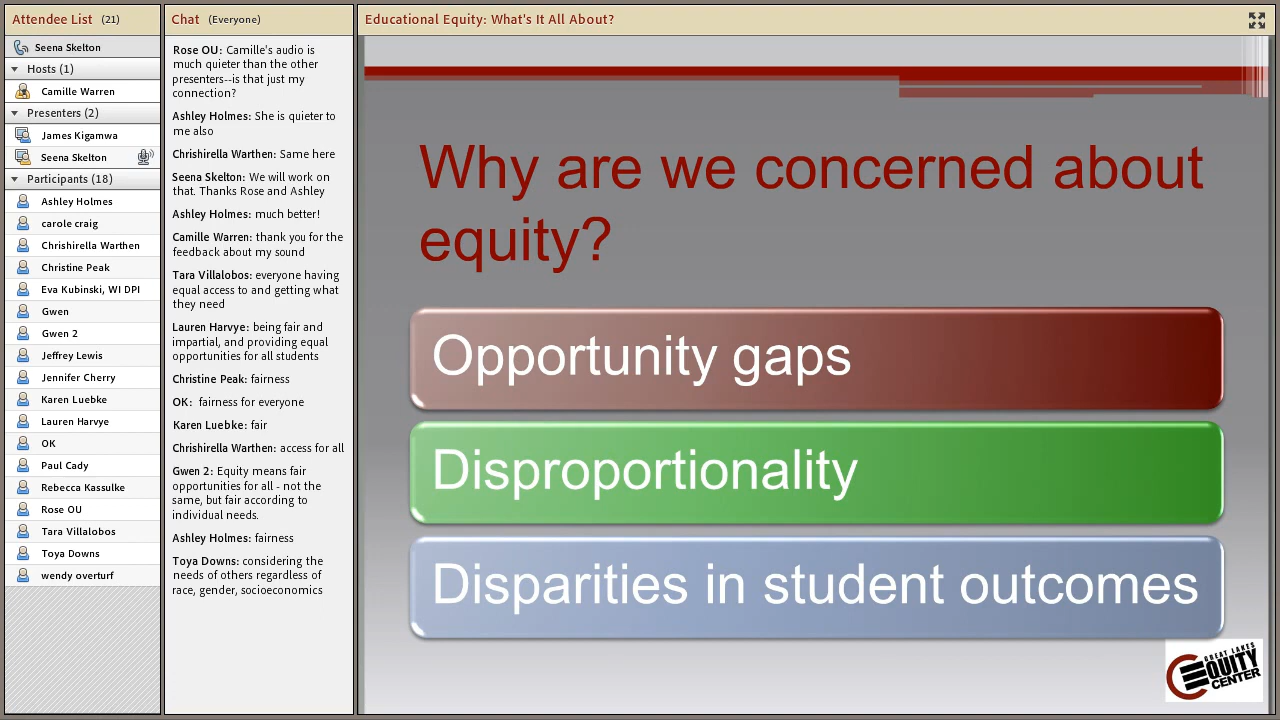 Attendee List (21)
Seena Skelton
Hosts (1)
Camille Warren
Presenters (2)
James Kigamwa
Seena Skelton
Participants (18)
Ashley Holmes
carole craig
Chrishirella Warthen
Christine Peak
Eva Kubinski, WI DPI
Gwen
Gwen 2
Jeffrey Lewis
Jennifer Cherry
Karen Luebke
Lauren Harvye
OK
Paul Cady
Rebecca Kassulke
Rose OU
Tara Villalobos
Toya Downs
wendy overturf
Chat (Everyone)
Rose OU: Camille's audio is
much quieter than the other
presenters--is that just my
connection?
Ashley Holmes: She is quieter to
me also
Chrishirella Warthen: Same here
Seena Skelton: We will work on
that. Thanks Rose and Ashley
Ashley Holmes: much better!
Camille Warren: thank you for the
feedback about my sound
Tara Villalobos: everyone having
equal access to and getting what
they need
Lauren Harvye: being fair and
impartial, and providing equal
opportunities for all students
Christine Peak: fairness
OK: fairness for everyone
Karen Luebke: fair
Chrishirella Warthen: access for all
Gwen 2: Equity means fair
opportunities for all - not the
same, but fair according to
individual needs.
Ashley Holmes: fairness
Toya Downs: considering the
needs of others regardless of
race, gender, socioeconomics
Educational Equity: What's It All About?
Why are we concerned about
equity?
Opportunity gaps
Disproportionality
Disparities in student outcomes
GREAT LAKES
EQUITY
CENTER